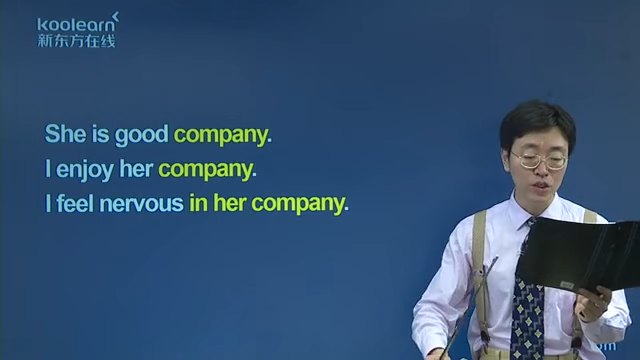 koolearn
新东方在线
She is good company.
I enjoy her company.
I feel nervous in her company.